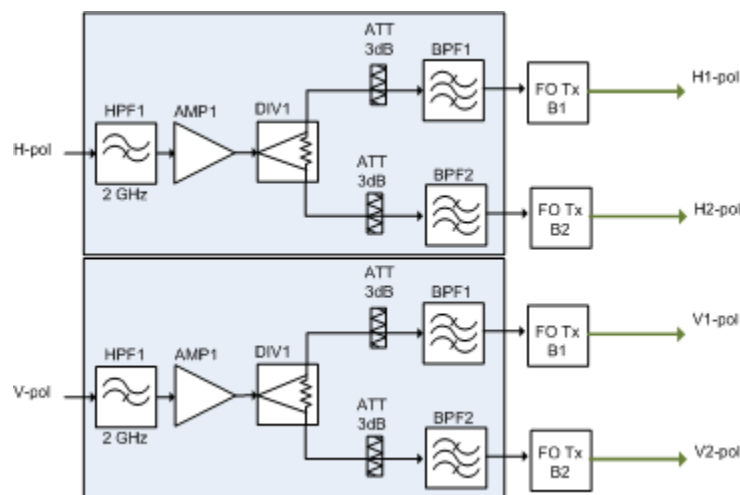 ATT
3dB
BPF1
H1-pol
FO Tx
B1
HPF1
AMP1
DIV1
H-pol
2 GHz
ATT
3dB
BPF2
H2-pol
FO Tx
B2
ATT
3dB
BPF1
V1-pol
FO Tx
B1
HPF1
AMP1
DIV1
V-pol
2 GHz
ATT
3dB
BPF2
V2-pol
FO Tx
B2